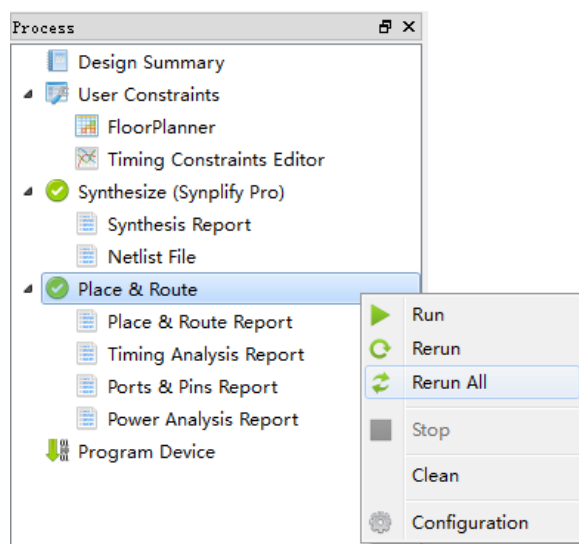 Process
Design Summary
User Constraints
FloorPlanner
Timing Constraints Editor
Synthesize (Synplify Pro)
Synthesis Report
Netlist File
Place & Route
Place & Route Report
Timing Analysis Report
Ports & Pins Report
Power Analysis Report
Program Device
Run
Rerun
Rerun All
Stop
Clean
Configuration